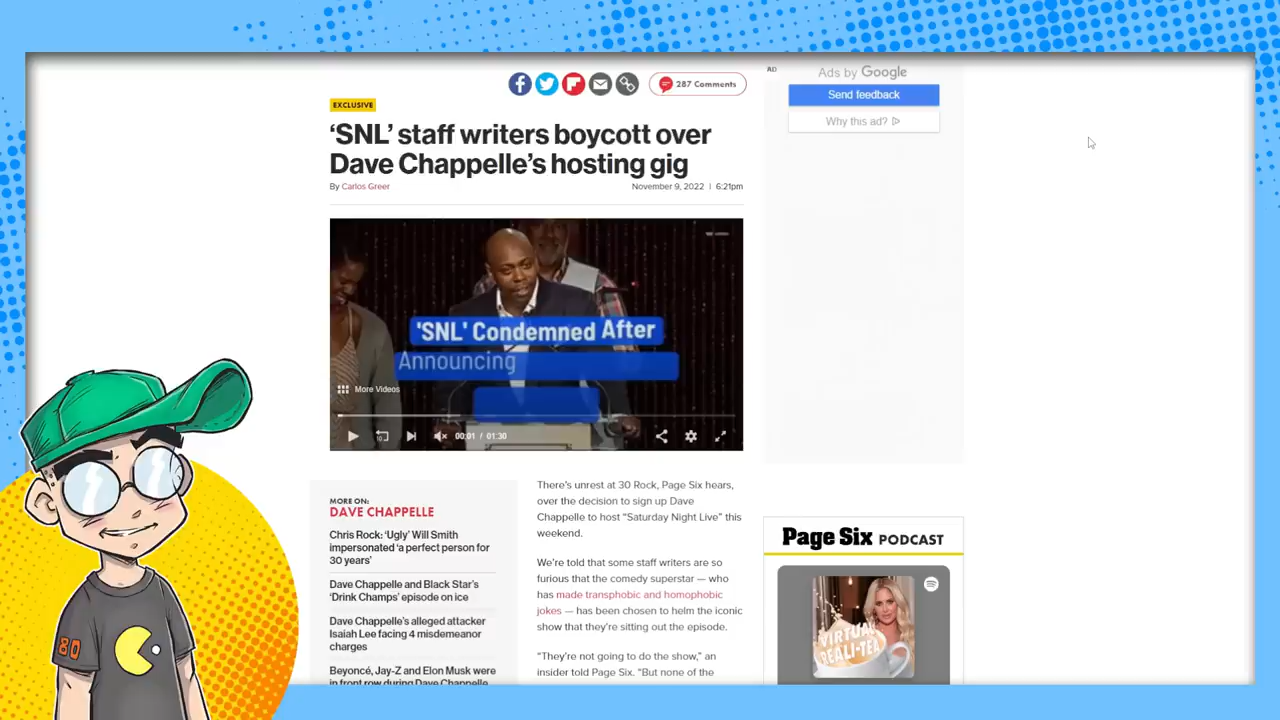 287 Comments
EXCLUSIVE
‘SNL’ staff writers boycott over
Dave Chappelle’s hosting gig
By Carlos Greer
November 9, 2022 | 6:21pm
'SNL' Condemned After
Announcing
More Videos
10
00:01 / 01:30
MORE ON:
DAVE CHAPPELLE
Chris Rock: ‘Ugly’ Will Smith
impersonated ‘a perfect person for
30 years’
Dave Chappelle and Black Star’s
‘Drink Champs’ episode on ice
Dave Chappelle’s alleged attacker
Isaiah Lee facing 4 misdemeanor
charges
Beyoncé, Jay-Z and Elon Musk were
in front row during Dave Chappelle
There’s unrest at 30 Rock, Page Six hears,
over the decision to sign up Dave
Chappelle to host “Saturday Night Live” this
weekend.
We’re told that some staff writers are so
furious that the comedy superstar — who
has made transphobic and homophobic
jokes — has been chosen to helm the iconic
show that they’re sitting out the episode.
“They’re not going to do the show,” an
insider told Page Six. “But none of the
AD
Ads by Google
Send feedback
Why this ad?
Page Six PODCAST
VIRTUAL
REALI-TEA
80